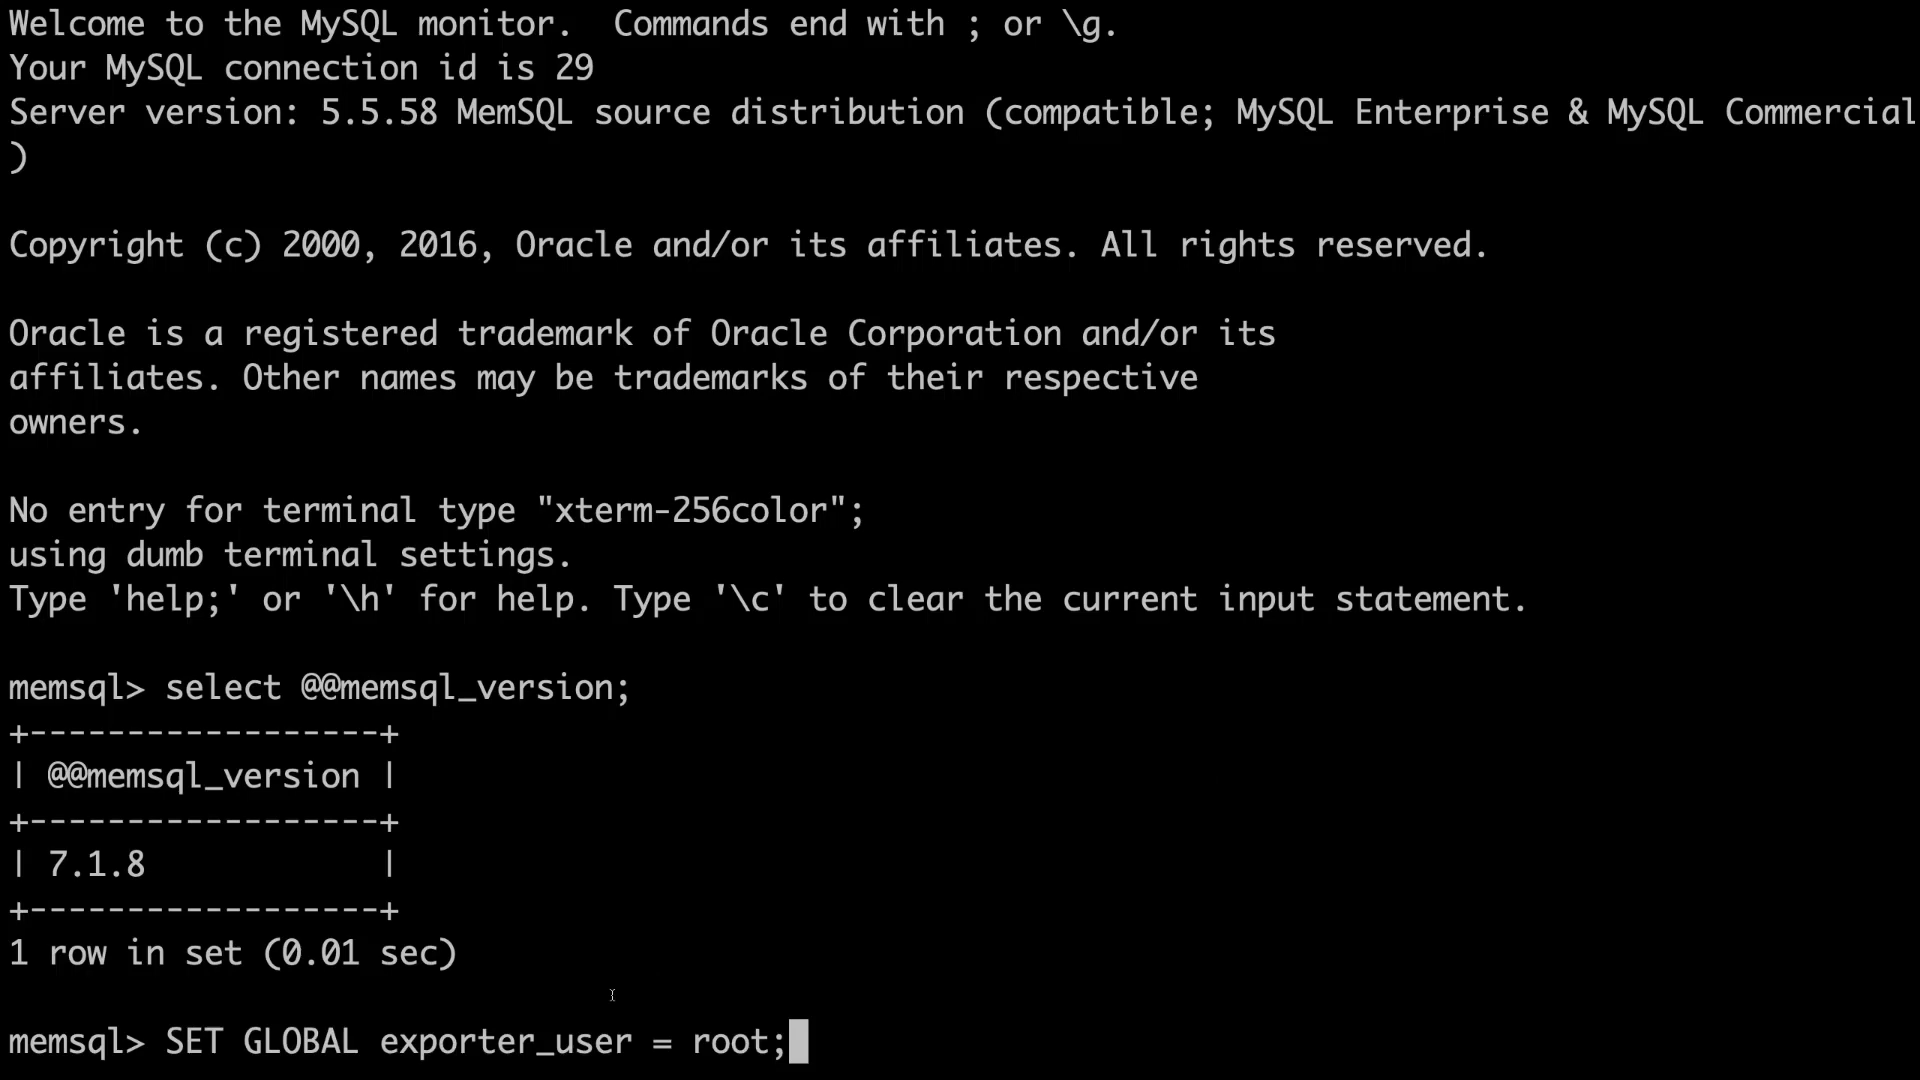 Welcome to the MySQL monitor.  Commands end with ; or \g.
Your MySQL connection id is 29
Server version: 5.5.58 MemSQL source distribution (compatible; MySQL Enterprise & MySQL Commercial
)
Copyright (c) 2000, 2016, Oracle and/or its affiliates. All rights reserved.
Oracle is a registered trademark of Oracle Corporation and/or its
affiliates. Other names may be trademarks of their respective
owners.
No entry for terminal type "xterm-256color";
using dumb terminal settings.
Type 'help;' or '\h' for help. Type '\c' to clear the current input statement.
memsql> select @@memsql_version;
+------------------+
| @@memsql_version |
+------------------+
| 7.1.8            |
+------------------+
1 row in set (0.01 sec)
memsql> SET GLOBAL exporter_user = root;